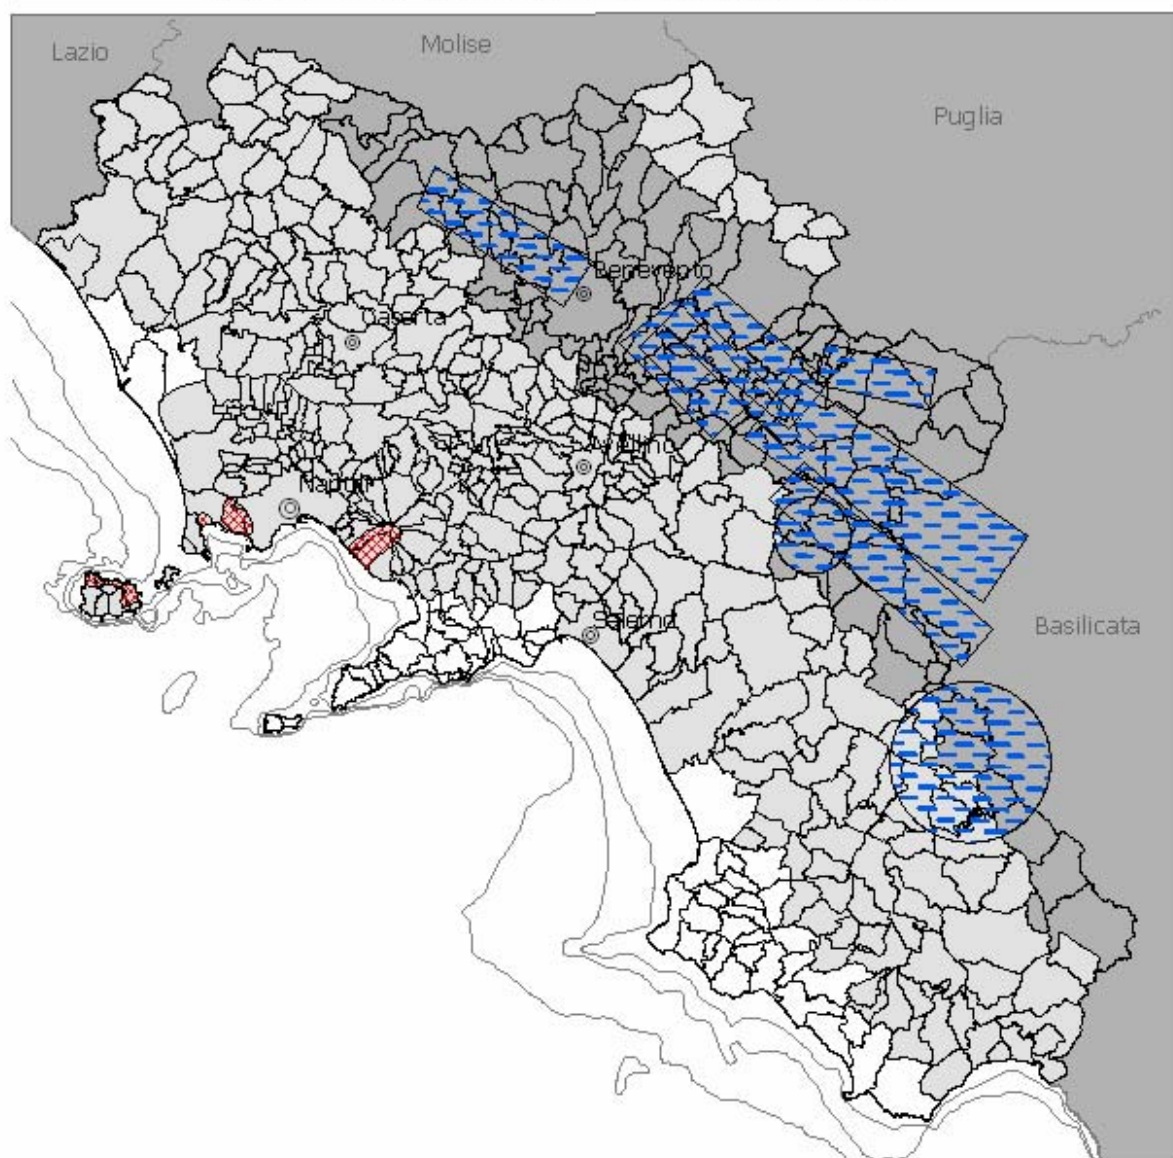 Lazio
Molise
Puglia
Benevento
Caserta
Avellino
Napoli
Salerno
Basilicata